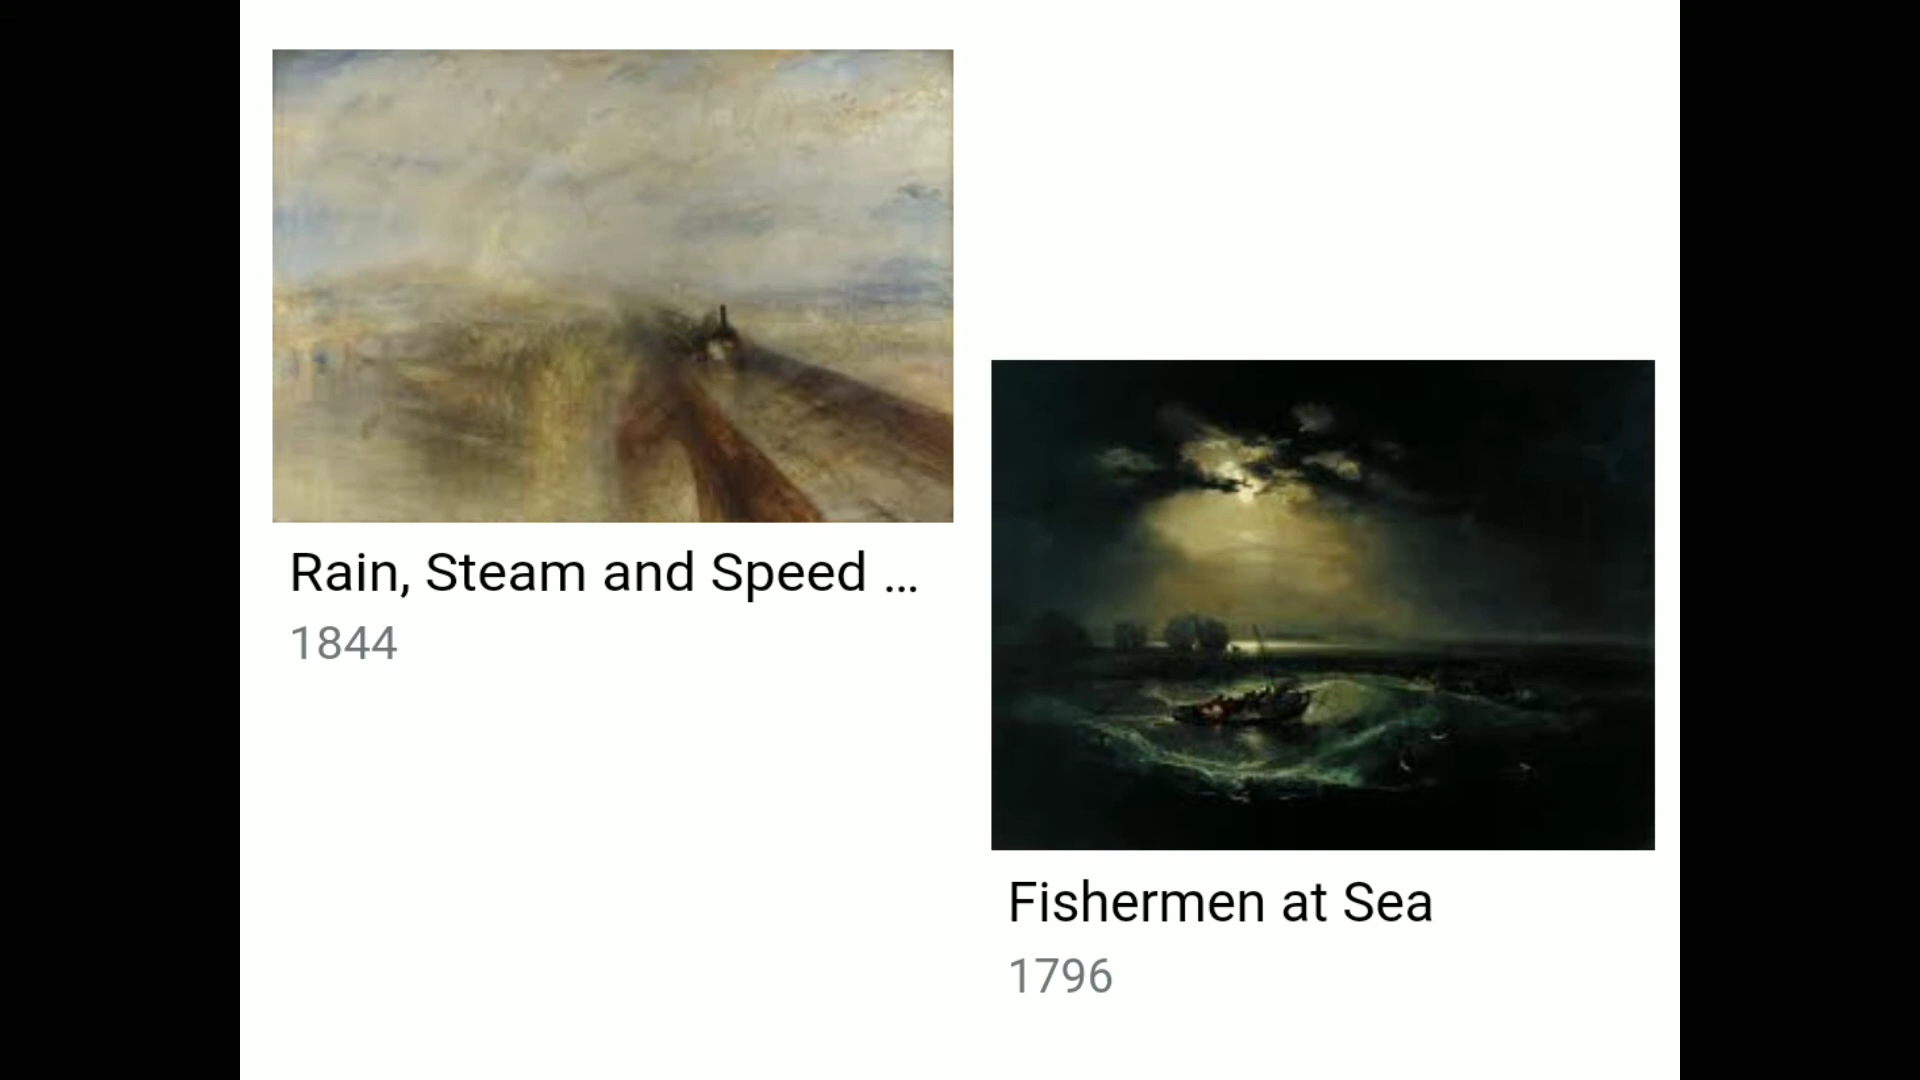 Rain, Steam and Speed ...
1844
Fishermen at Sea
1796